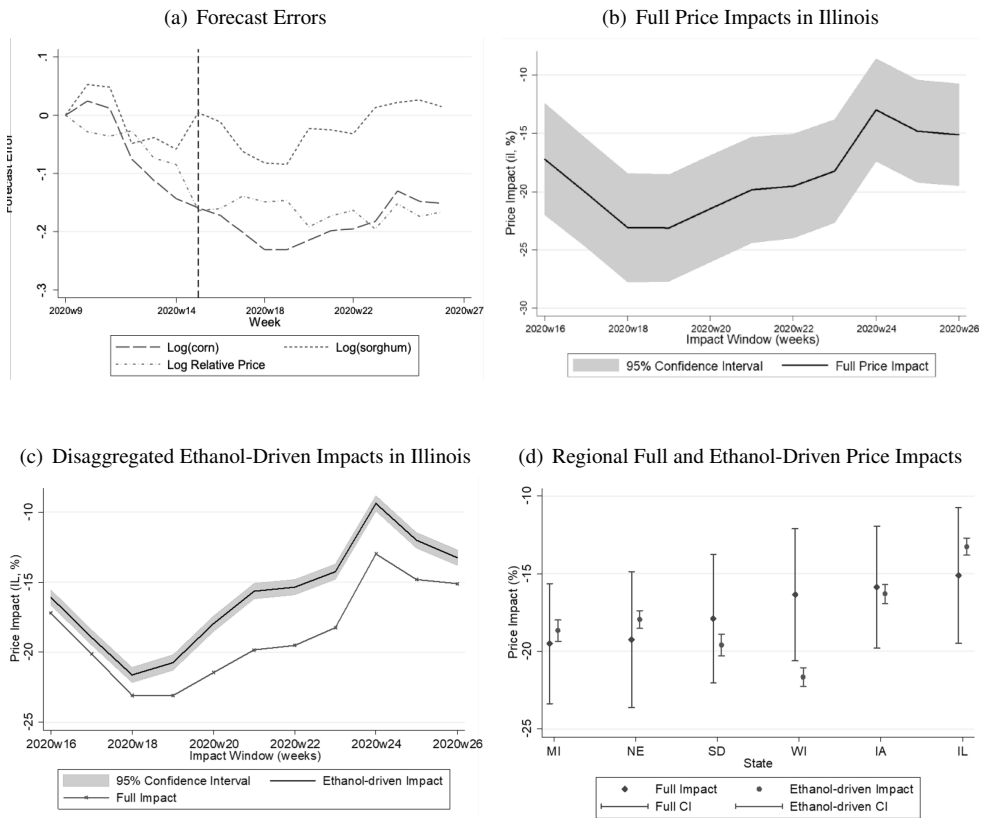 (a) Forecast Errors
Forecast Error
.1
0
-.1
-.2
-.3
2020w9
2020w14
2020w18
2020w22
2020w27
Week
Log(corn)
Log(sorghum)
Log Relative Price
(b) Full Price Impacts in Illinois
Price Impact (il, %)
-10
-15
-20
-25
-30
2020w16
2020w18
2020w20
2020w22
2020w24
2020w26
Impact Window (weeks)
95% Confidence Interval
Full Price Impact
(c) Disaggregated Ethanol-Driven Impacts in Illinois
Price Impact (IL, %)
-10
-15
-20
-25
2020w16
2020w18
2020w20
2020w22
2020w24
2020w26
Impact Window (weeks)
95% Confidence Interval
Ethanol-driven Impact
Full Impact
(d) Regional Full and Ethanol-Driven Price Impacts
Price Impact (%)
-10
-15
-20
-25
MI
NE
SD
WI
IA
IL
State
Full Impact
Ethanol-driven Impact
Full CI
Ethanol-driven CI